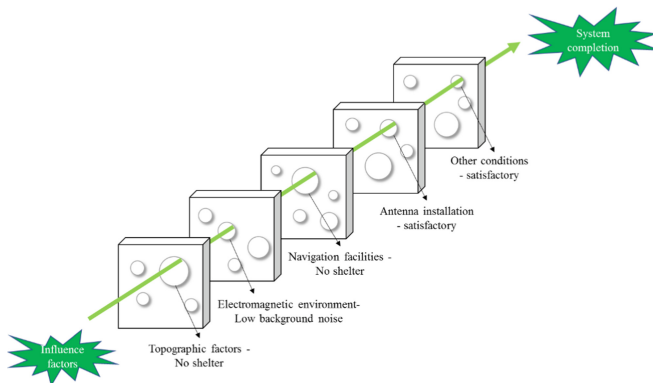 System
completion
Other conditions
- satisfactory
Antenna installation
- satisfactory
Navigation facilities -
No shelter
Electromagnetic environment-
Low background noise
Topographic factors -
No shelter
Influence
factors